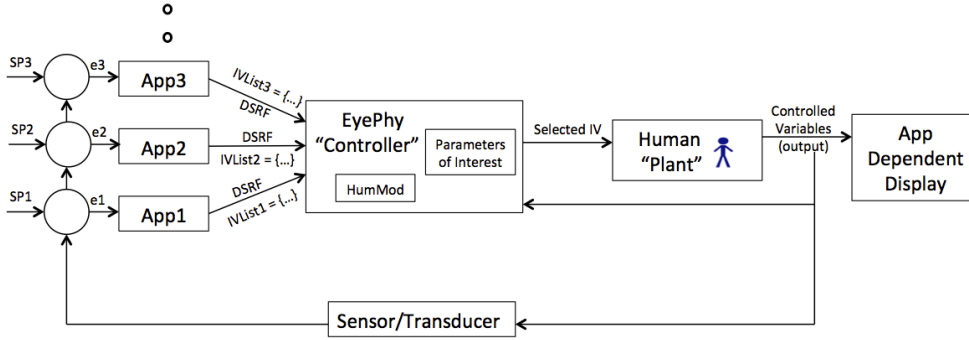 SP3
e3
App3
IVList3 = {...}
DSRF
SP2
e2
App2
DSRF
IVList2 = {...}
SP1
e1
App1
DSRF
IVList1 = {...}
EyePhy
“Controller”
Parameters
of Interest
HumMod
Selected IV
Human
“Plant”
Controlled
Variables
(output)
App
Dependent
Display
Sensor/Transducer